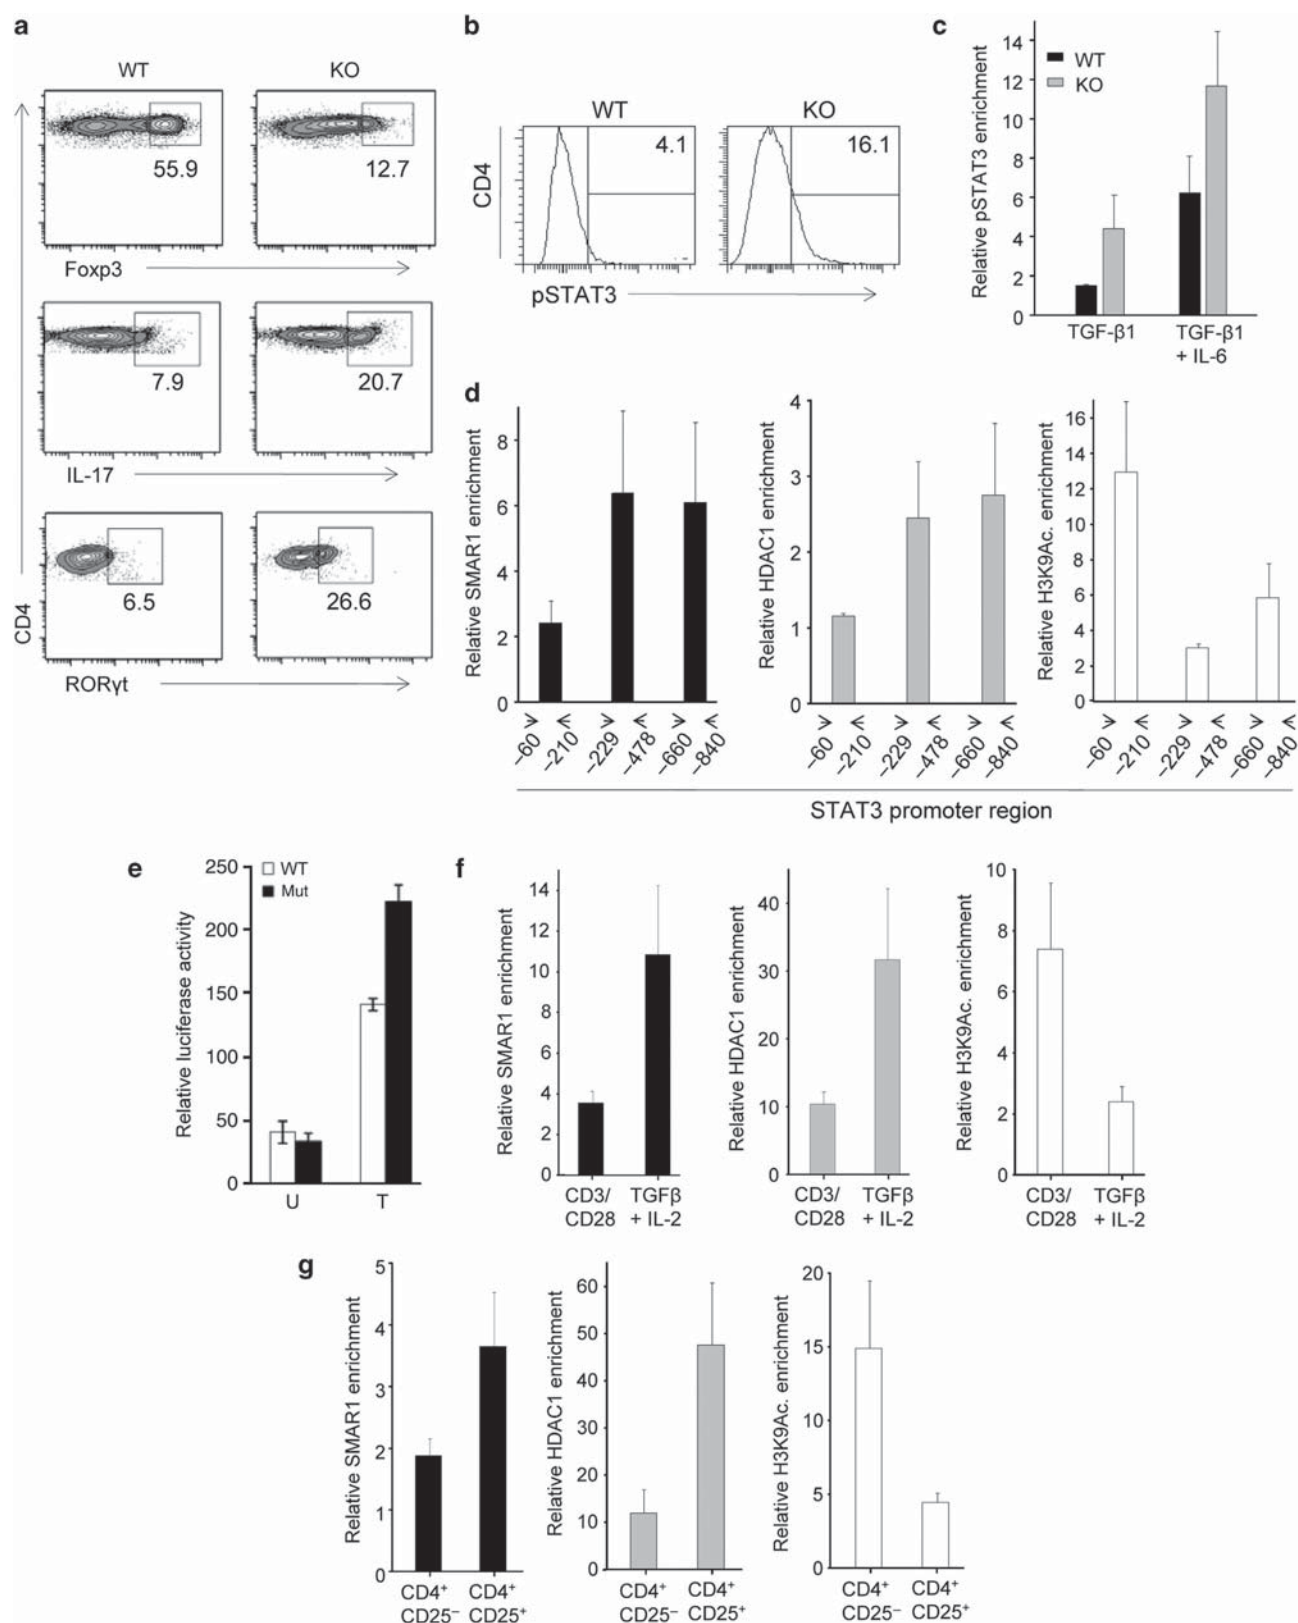 a
WT KO
55.9 12.7
Foxp3
7.9 20.7
IL-17
6.5 26.6
RORγt
CD4
b
WT KO
4.1 16.1
CD4
pSTAT3
c
Relative pSTAT3 enrichment
14
12
10
8
6
4
2
0
WT
KO
TGF-β1 TGF-β1
+ IL-6
d
Relative SMAR1 enrichment
8
6
4
2
0
–60 –210 –229 –478 –660 –840
Relative HDAC1 enrichment
4
3
2
1
0
–60 –210 –229 –478 –660 –840
Relative H3K9Ac. enrichment
16
14
12
10
8
6
4
2
0
–60 –210 –229 –478 –660 –840
STAT3 promoter region
e
Relative luciferase activity
250
200
150
100
50
0
WT
Mut
U T
f
Relative SMAR1 enrichment
14
12
10
8
6
4
2
0
CD3/ TGFβ
CD28 + IL-2
Relative HDAC1 enrichment
40
30
20
10
0
CD3/ TGFβ
CD28 + IL-2
Relative H3K9Ac. enrichment
10
8
6
4
2
0
CD3/ TGFβ
CD28 + IL-2
g
Relative SMAR1 enrichment
5
4
3
2
1
0
CD4⁺ CD4⁺
CD25⁻ CD25⁺
Relative HDAC1 enrichment
60
50
40
30
20
10
0
CD4⁺ CD4⁺
CD25⁻ CD25⁺
Relative H3K9Ac. enrichment
20
15
10
5
0
CD4⁺ CD4⁺
CD25⁻ CD25⁺